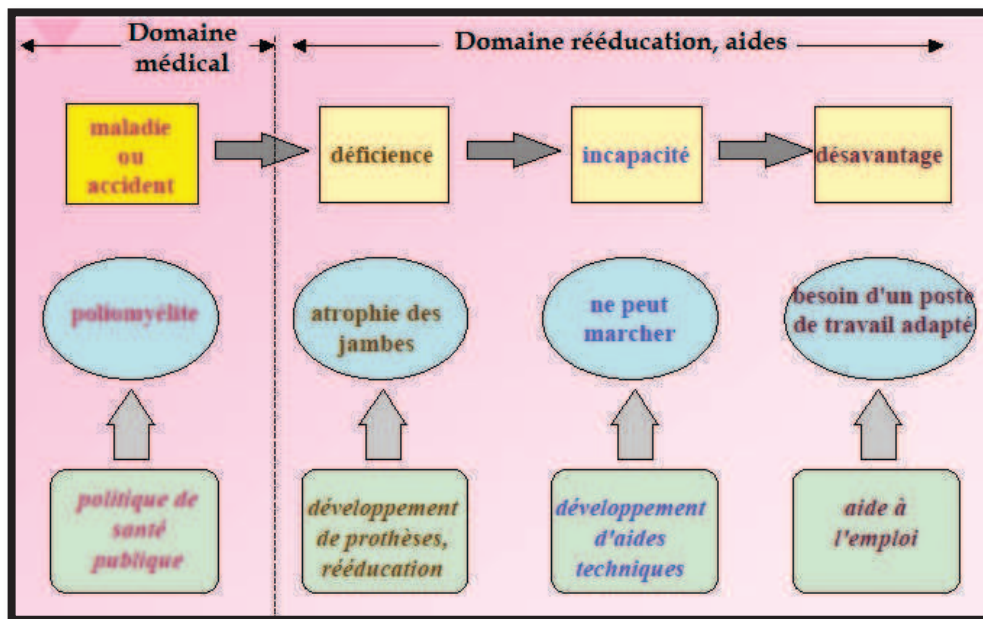 Domaine
médical
Domaine rééducation, aides
maladie
ou
accident
déficience
incapacité
désavantage
poliomyélite
atrophie des
jambes
ne peut
marcher
besoin d'un poste
de travail adapté
politique de
santé
publique
développement
de prothèses,
rééducation
développement
d'aides
techniques
aide à
l'emploi